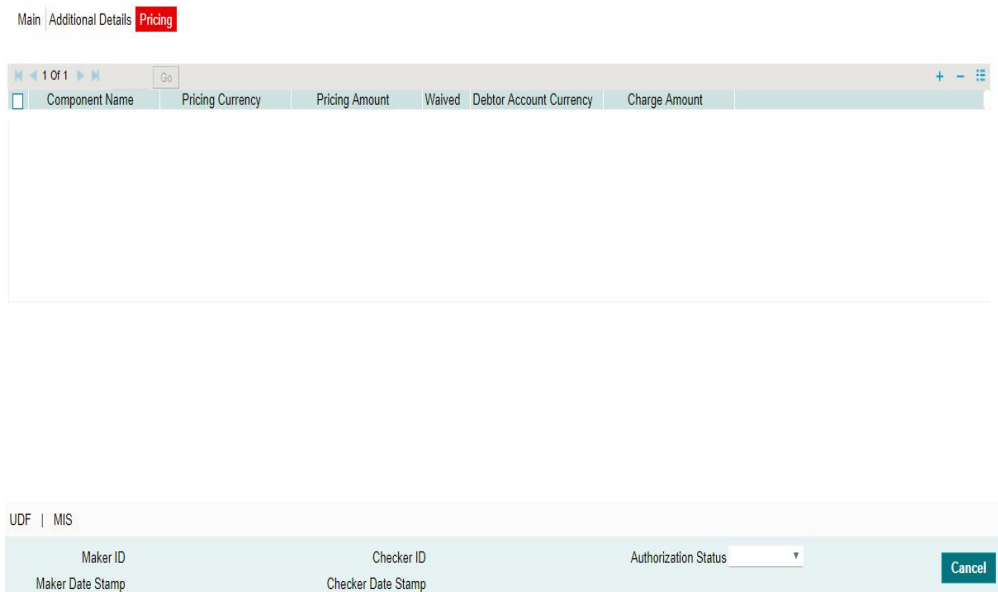 Main Additional Details Pricing
1 Of 1 Go
Component Name Pricing Currency Pricing Amount Waived Debtor Account Currency Charge Amount
UDF | MIS
Maker ID Checker ID Authorization Status
Cancel
Maker Date Stamp Checker Date Stamp